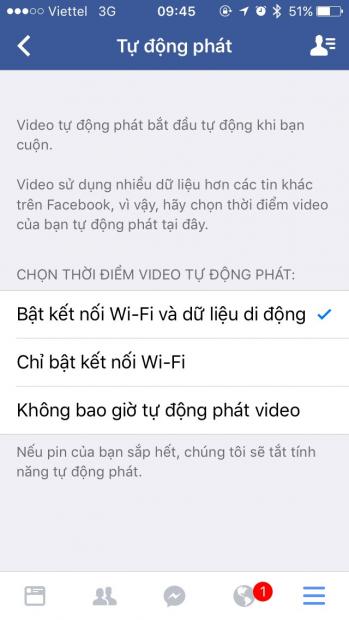 Viettel 3G 09:45 51%
Tự động phát
Video tự động phát bắt đầu tự động khi bạn
cuộn.
Video sử dụng nhiều dữ liệu hơn các tin khác
trên Facebook, vì vậy, hãy chọn thời điểm video
của bạn tự động phát tại đây.
CHỌN THỜI ĐIỂM VIDEO TỰ ĐỘNG PHÁT:
Bật kết nối Wi-Fi và dữ liệu di động
Chỉ bật kết nối Wi-Fi
Không bao giờ tự động phát video
Nếu pin của bạn sắp hết, chúng tôi sẽ tắt tính
năng tự động phát.
1